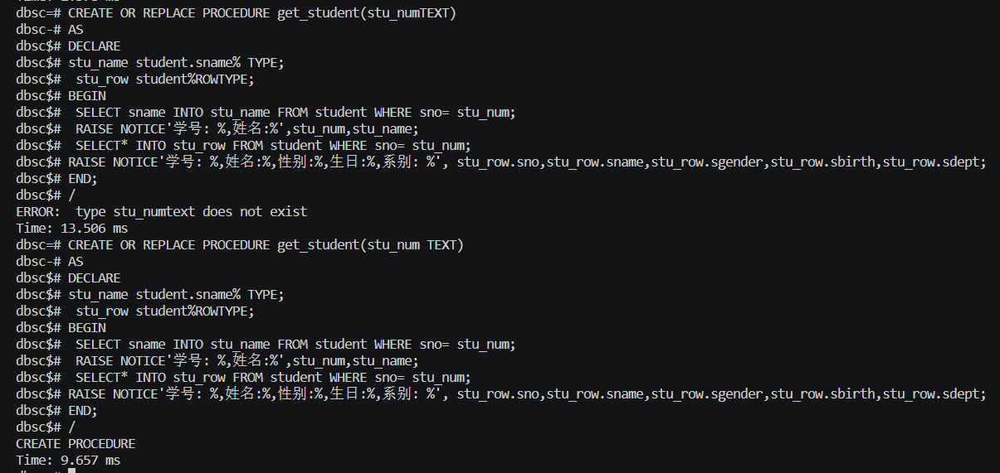 dbsc=# CREATE OR REPLACE PROCEDURE get_student(stu_numTEXT)
dbsc-# AS
dbsc$# DECLARE
dbsc$# stu_name student.sname% TYPE;
dbsc$#  stu_row student%ROWTYPE;
dbsc$# BEGIN
dbsc$#  SELECT sname INTO stu_name FROM student WHERE sno= stu_num;
dbsc$#  RAISE NOTICE'学号: %,姓名:%',stu_num,stu_name;
dbsc$#  SELECT* INTO stu_row FROM student WHERE sno= stu_num;
dbsc$# RAISE NOTICE'学号: %,姓名:%,性别:%,生日:%,系别: %', stu_row.sno,stu_row.sname,stu_row.sgender,stu_row.sbirth,stu_row.sdept;
dbsc$# END;
dbsc$# /
ERROR:  type stu_numtext does not exist
Time: 13.506 ms
dbsc=# CREATE OR REPLACE PROCEDURE get_student(stu_num TEXT)
dbsc-# AS
dbsc$# DECLARE
dbsc$# stu_name student.sname% TYPE;
dbsc$#  stu_row student%ROWTYPE;
dbsc$# BEGIN
dbsc$#  SELECT sname INTO stu_name FROM student WHERE sno= stu_num;
dbsc$#  RAISE NOTICE'学号: %,姓名:%',stu_num,stu_name;
dbsc$#  SELECT* INTO stu_row FROM student WHERE sno= stu_num;
dbsc$# RAISE NOTICE'学号: %,姓名:%,性别:%,生日:%,系别: %', stu_row.sno,stu_row.sname,stu_row.sgender,stu_row.sbirth,stu_row.sdept;
dbsc$# END;
dbsc$# /
CREATE PROCEDURE
Time: 9.657 ms